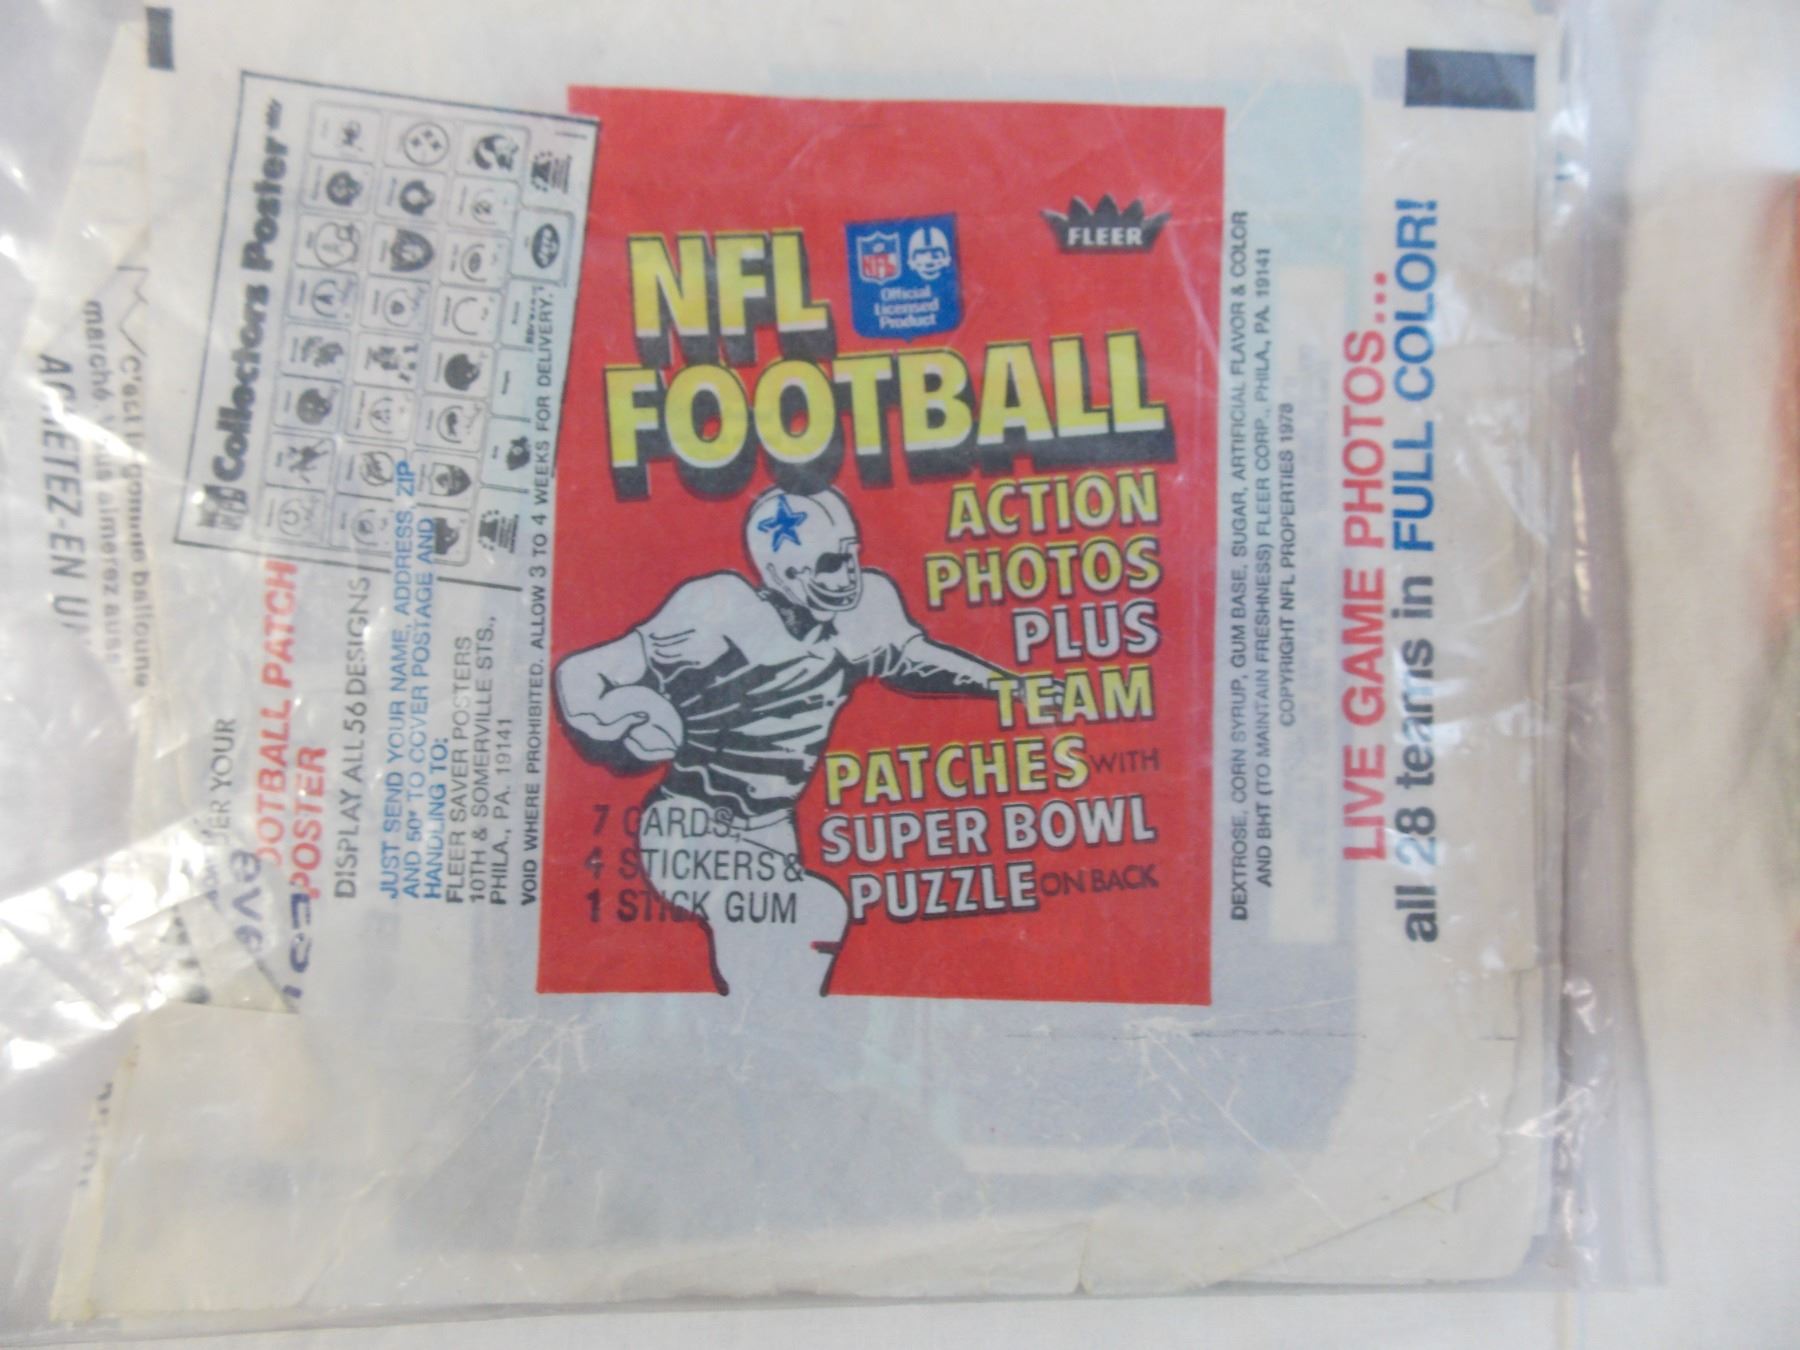 Collectors Poster
FOOTBALL PATCH
POSTER
DISPLAY ALL 56 DESIGNS
JUST SEND YOUR NAME, ADDRESS, ZIP
AND 50¢ TO COVER POSTAGE AND
HANDLING TO:
FLEER SAVER POSTERS
10TH & SOMERVILLE STS.,
PHILA., PA. 19141
VOID WHERE PROHIBITED. ALLOW 3 TO 4 WEEKS FOR DELIVERY.
FLEER
NFL
Official
Licensed
Product
NFL
FOOTBALL
ACTION
PHOTOS
PLUS
TEAM
PATCHES WITH
SUPER BOWL
PUZZLE ON BACK
7 CARDS,
4 STICKERS &
1 STICK GUM
DEXTROSE, CORN SYRUP, GUM BASE, SUGAR, ARTIFICIAL FLAVOR & COLOR
AND BHT (TO MAINTAIN FRESHNESS) FLEER CORP., PHILA., PA. 19141
COPYRIGHT NFL PROPERTIES 1978
LIVE GAME PHOTOS...
all 28 teams in FULL COLOR!